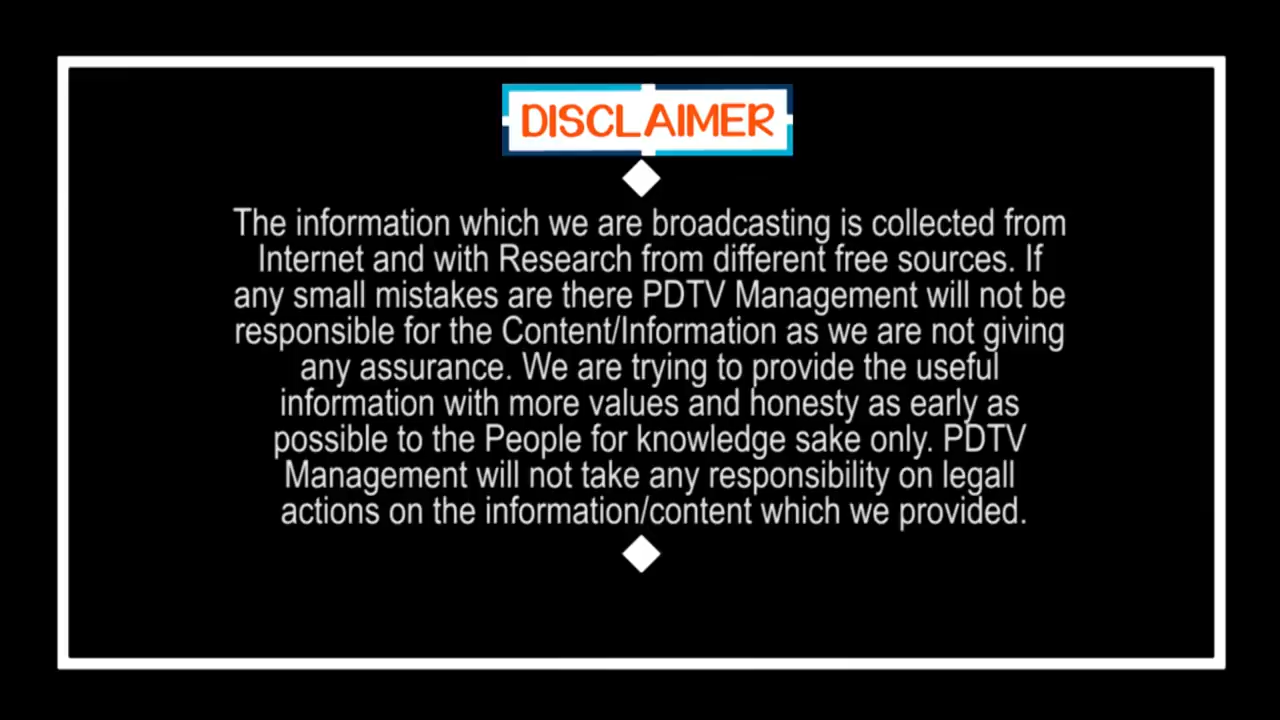 DISCLAIMER
The information which we are broadcasting is collected from
Internet and with Research from different free sources. If
any small mistakes are there PDTV Management will not be
responsible for the Content/Information as we are not giving
any assurance. We are trying to provide the useful
information with more values and honesty as early as
possible to the People for knowledge sake only. PDTV
Management will not take any responsibility on legall
actions on the information/content which we provided.